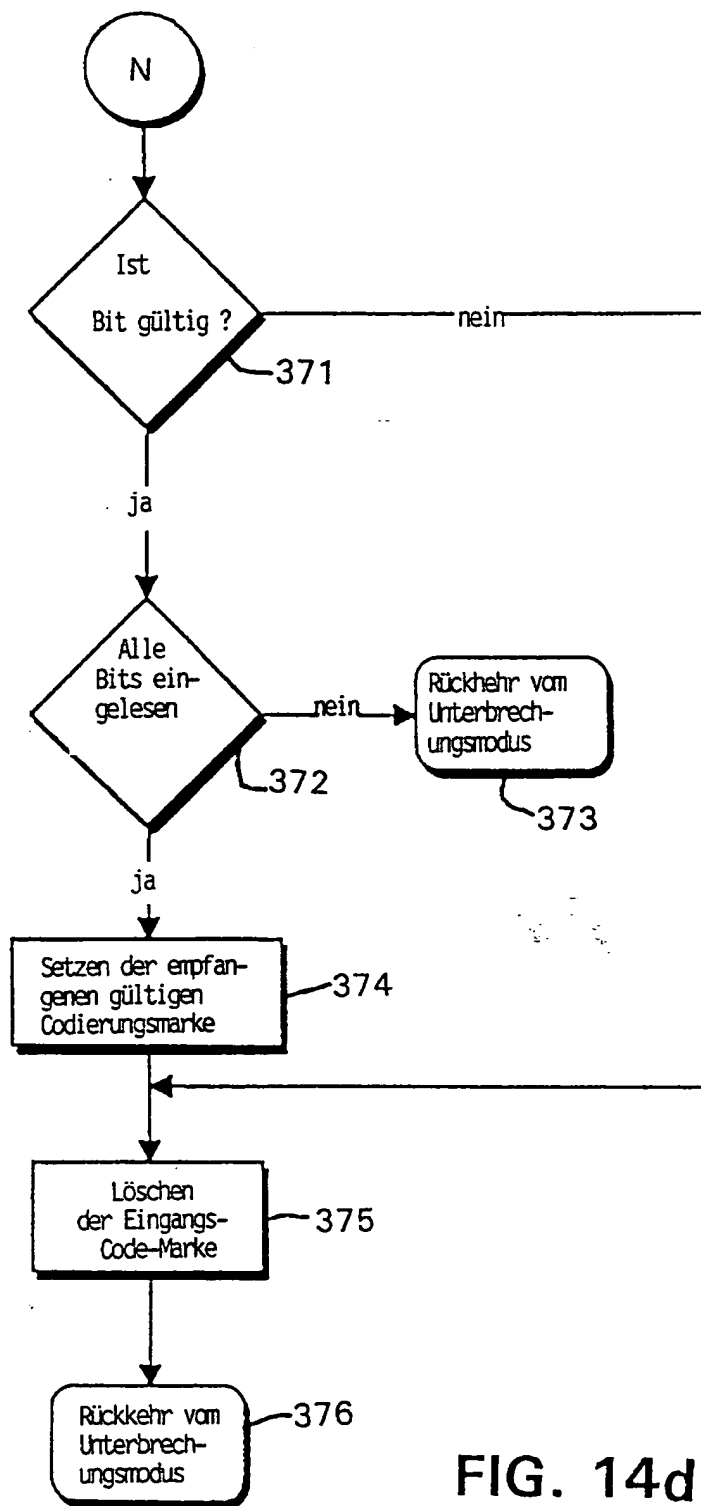 N
Ist
Bit gültig ?
nein
371
ja
Alle
Bits ein-
gelesen
nein
372
Rückhehr vom
Unterbrech-
ungsmodus
373
ja
Setzen der empfan-
genen gültigen
Codierungsmarke
374
Löschen
der Eingangs-
Code-Marke
375
Rückkehr vom
Unterbrech-
ungsmodus
376
FIG. 14d